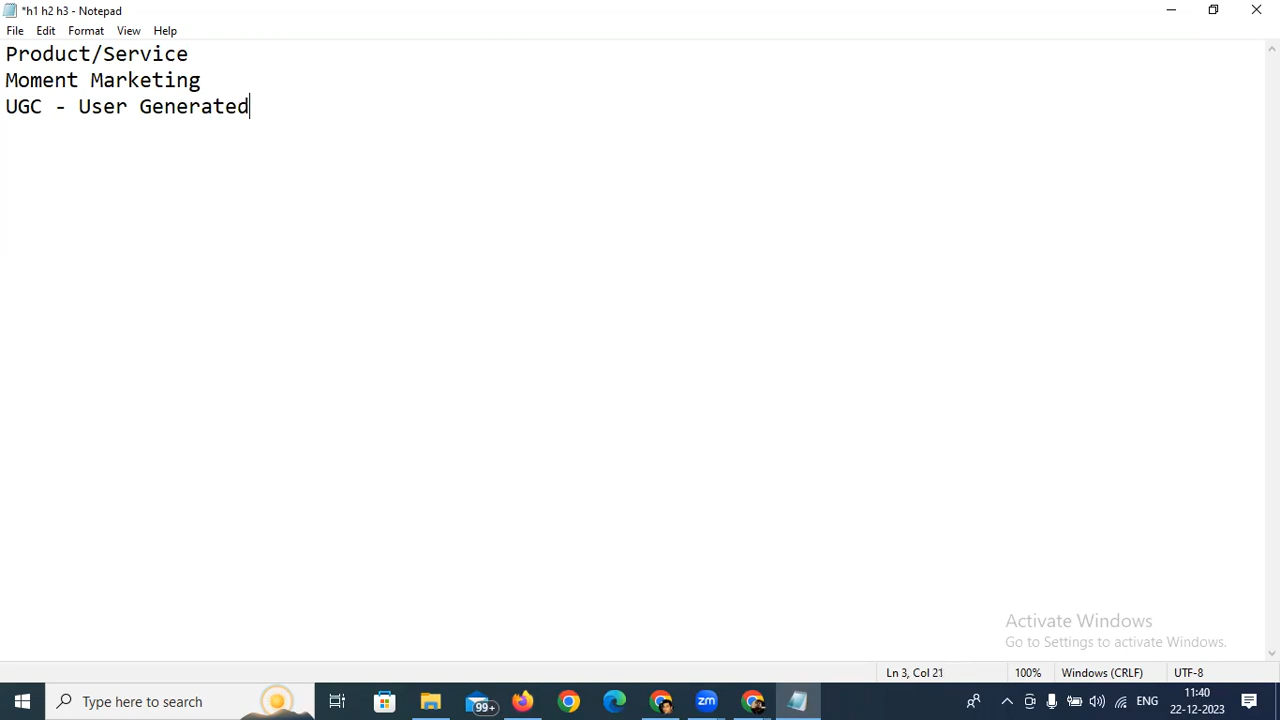 *h1 h2 h3 - Notepad
File Edit Format View Help
Product/Service
Moment Marketing
UGC - User Generated
Activate Windows
Go to Settings to activate Windows.
Ln 3, Col 21 100% Windows (CRLF) UTF-8
Type here to search 99+ zm ENG 11:40
22-12-2023